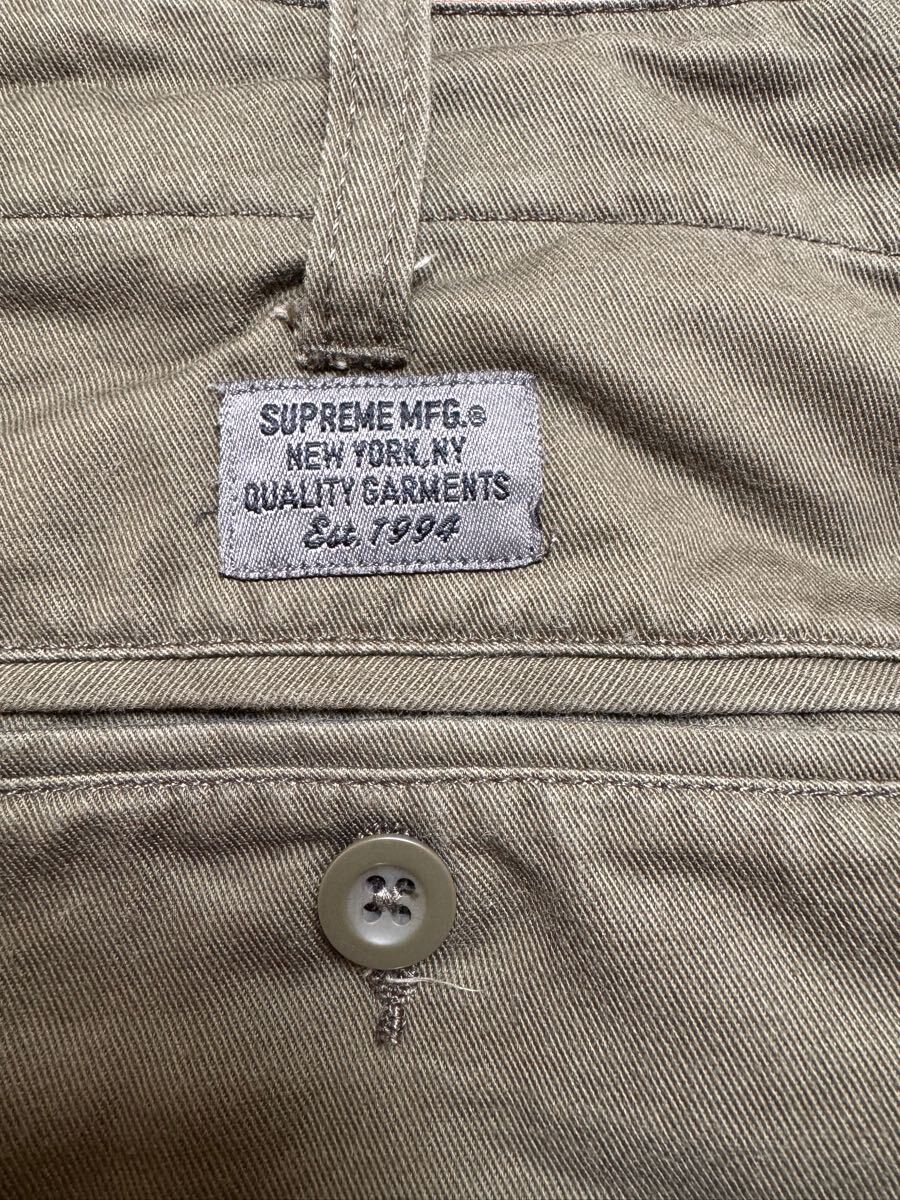 SUPREME MFG.®
NEW YORK, NY
QUALITY GARMENTS
Est. 1994